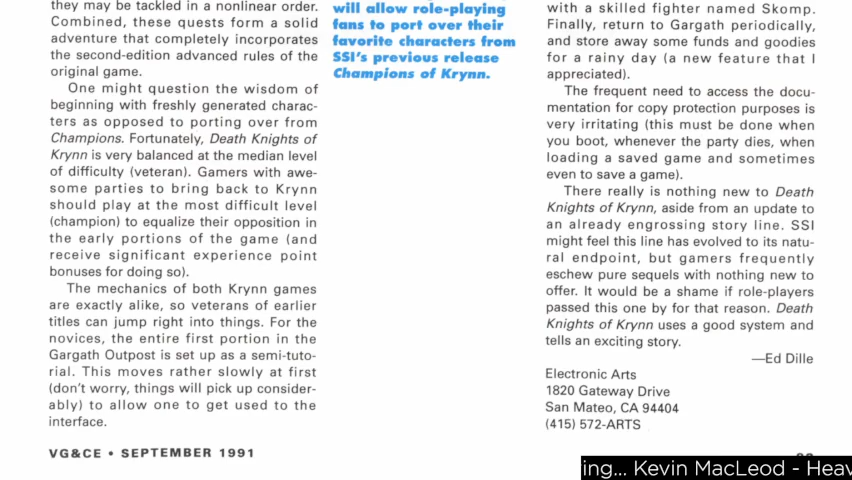 they may be tackled in a nonlinear order.
Combined, these quests form a solid
adventure that completely incorporates
the second-edition advanced rules of the
original game.
One might question the wisdom of
beginning with freshly generated charac-
ters as opposed to porting over from
Champions. Fortunately, Death Knights of
Krynn is very balanced at the median level
of difficulty (veteran). Gamers with awe-
some parties to bring back to Krynn
should play at the most difficult level
(champion) to equalize their opposition in
the early portions of the game (and
receive significant experience point
bonuses for doing so).
The mechanics of both Krynn games
are exactly alike, so veterans of earlier
titles can jump right into things. For the
novices, the entire first portion in the
Gargath Outpost is set up as a semi-tuto-
rial. This moves rather slowly at first
(don't worry, things will pick up consider-
ably) to allow one to get used to the
interface.
will allow role-playing
fans to port over their
favorite characters from
SSI's previous release
Champions of Krynn.
with a skilled fighter named Skomp.
Finally, return to Gargath periodically,
and store away some funds and goodies
for a rainy day (a new feature that I
appreciated).
The frequent need to access the docu-
mentation for copy protection purposes is
very irritating (this must be done when
you boot, whenever the party dies, when
loading a saved game and sometimes
even to save a game).
There really is nothing new to Death
Knights of Krynn, aside from an update to
an already engrossing story line. SSI
might feel this line has evolved to its natu-
ral endpoint, but gamers frequently
eschew pure sequels with nothing new to
offer. It would be a shame if role-players
passed this one by for that reason. Death
Knights of Krynn uses a good system and
tells an exciting story.
—Ed Dille
Electronic Arts
1820 Gateway Drive
San Mateo, CA 94404
(415) 572-ARTS
VG&CE • SEPTEMBER 1991
ing... Kevin MacLeod - Heav